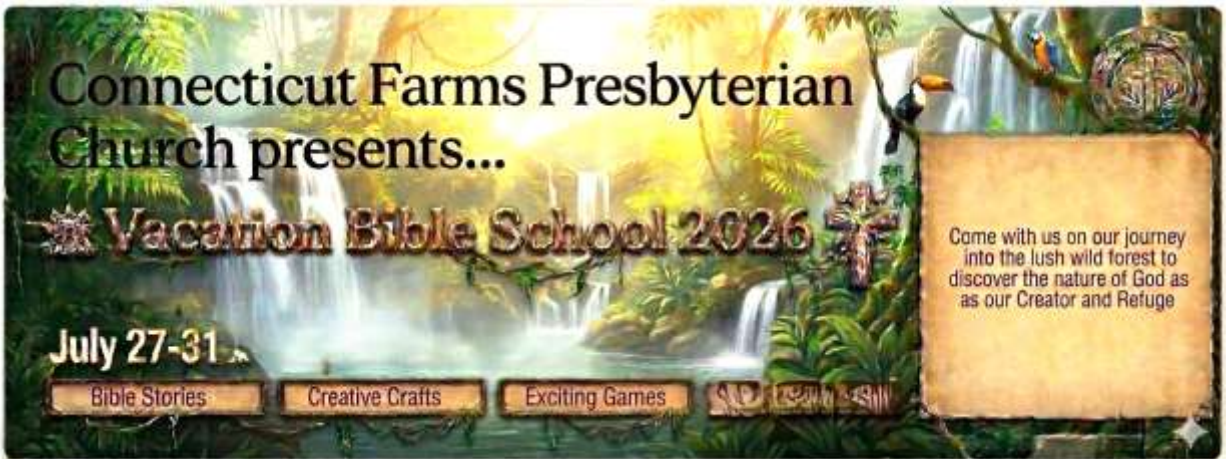 Connecticut Farms Presbyterian
Church presents...
Vacation Bible School 2026
July 27-31
Bible Stories
Creative Crafts
Exciting Games
Come with us on our journey
into the lush wild forest to
discover the nature of God as
as our Creator and Refuge